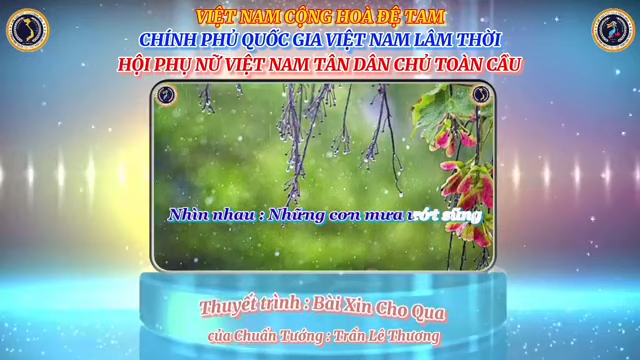 VIỆT NAM CỘNG HOÀ ĐỆ TAM
CHÍNH PHỦ QUỐC GIA VIỆT NAM LÂM THỜI
HỘI PHỤ NỮ VIỆT NAM TÂN DÂN CHỦ TOÀN CẦU
Nhìn nhau : Những cơn mưa ướt sũng
Thuyết trình : Bài Xin Cho Qua
của Chuẩn Tướng : Trần Lê Thương